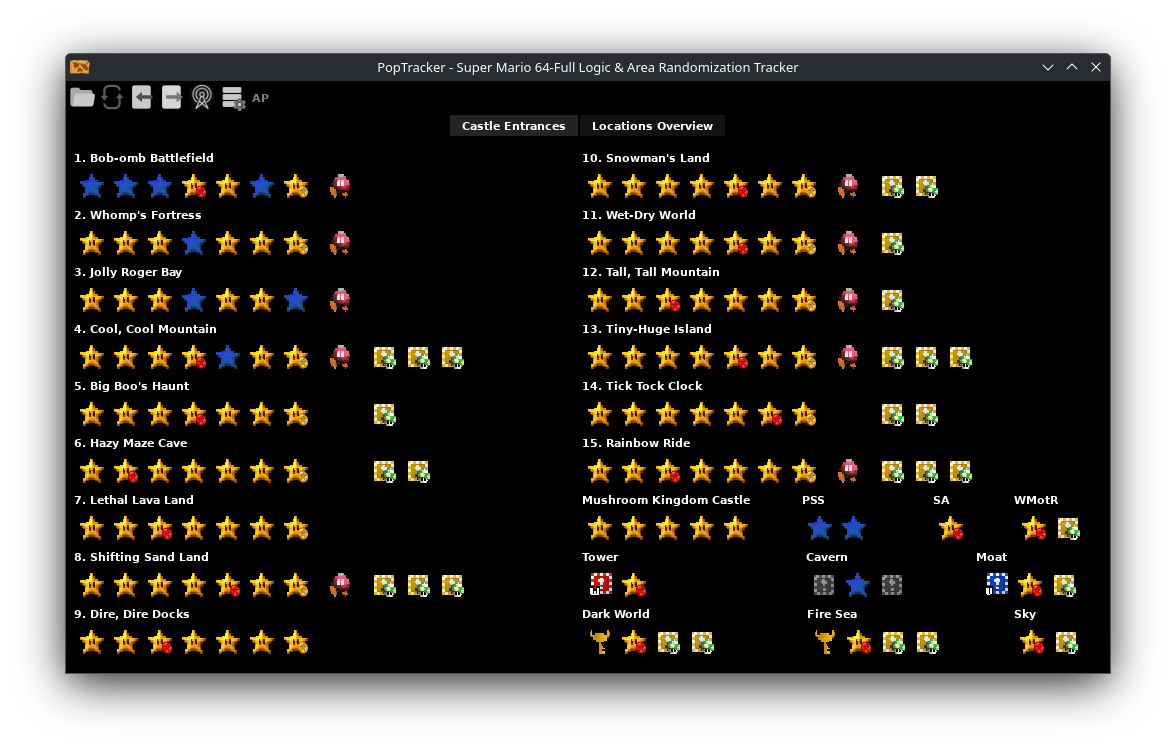 PopTracker - Super Mario 64-Full Logic & Area Randomization Tracker
AP
Castle Entrances
Locations Overview
1. Bob-omb Battlefield
2. Whomp's Fortress
3. Jolly Roger Bay
4. Cool, Cool Mountain
5. Big Boo's Haunt
6. Hazy Maze Cave
7. Lethal Lava Land
8. Shifting Sand Land
9. Dire, Dire Docks
10. Snowman's Land
11. Wet-Dry World
12. Tall, Tall Mountain
13. Tiny-Huge Island
14. Tick Tock Clock
15. Rainbow Ride
Mushroom Kingdom Castle
PSS
SA
WMotR
Tower
Cavern
Moat
Dark World
Fire Sea
Sky